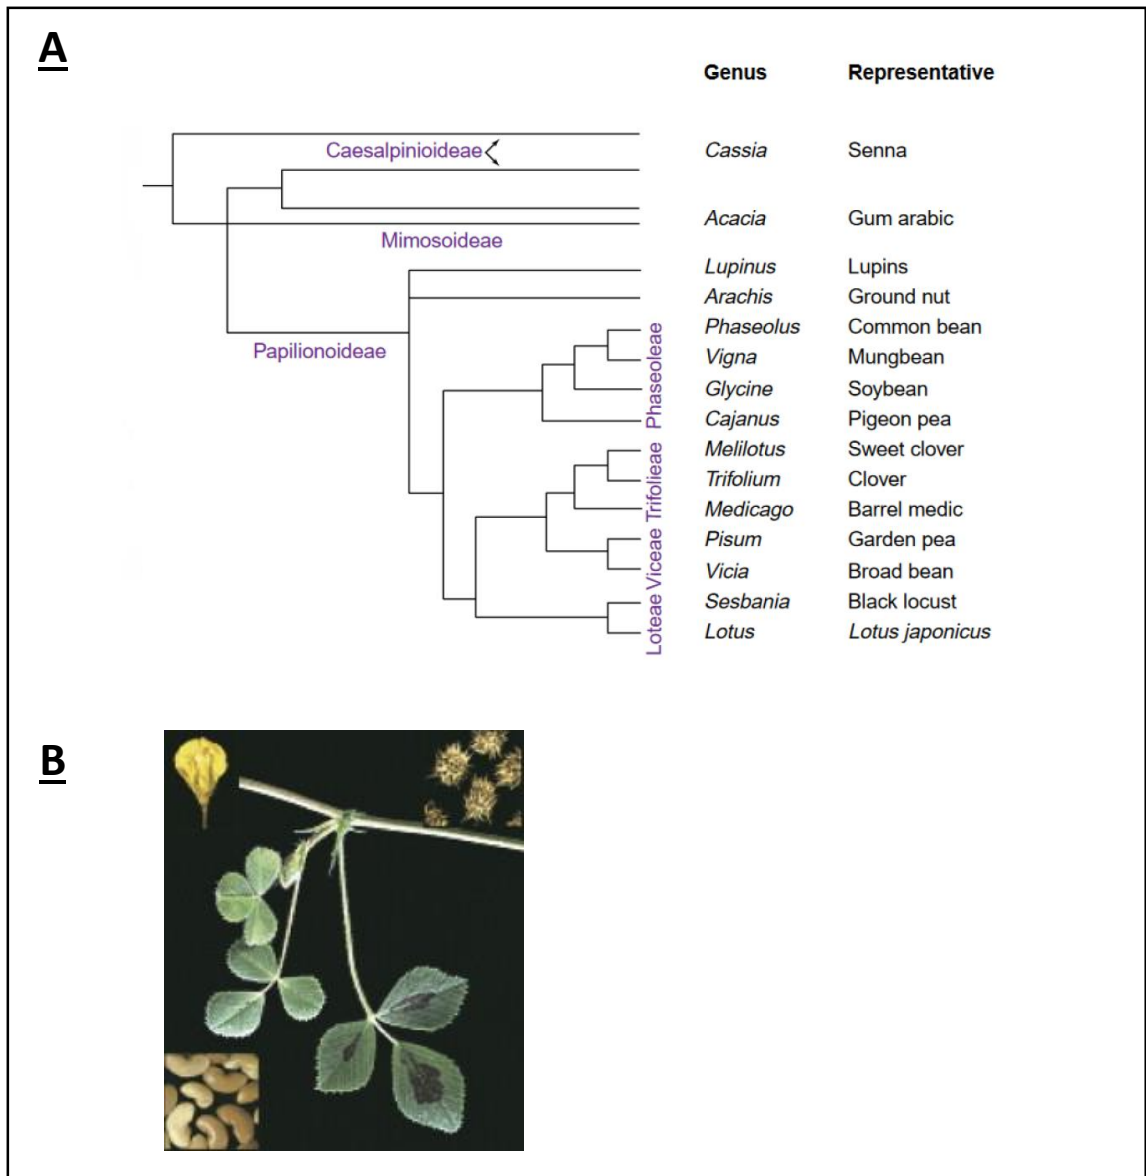 A
Genus Representative
Caesalpinioideae
Cassia Senna
Acacia Gum arabic
Mimosoideae
Lupinus Lupins
Arachis Ground nut
Phaseolus Common bean
Papilionoideae
Vigna Mungbean
Glycine Soybean
Cajanus Pigeon pea
Phaseoleae
Melilotus Sweet clover
Trifolium Clover
Medicago Barrel medic
Trifolieae
Pisum Garden pea
Vicia Broad bean
Viceae
Sesbania Black locust
Lotus Lotus japonicus
Loteae
B